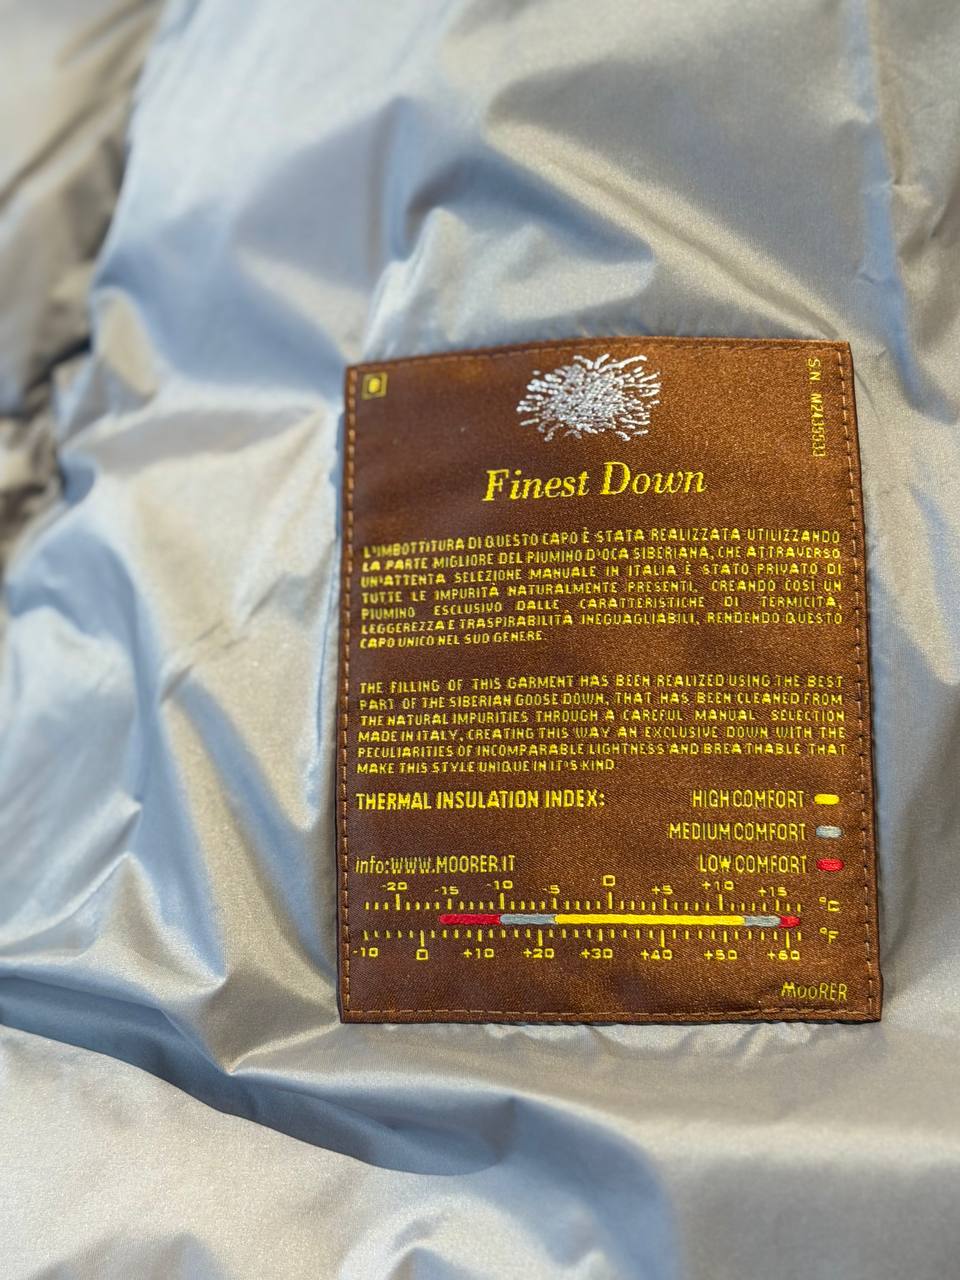 S.N. M2435533
Finest Down
L'IMBOTTITURA DI QUESTO CAPO È STATA REALIZZATA UTILIZZANDO
LA PARTE MIGLIORE DEL PIUMINO D'OCA SIBERIANA, CHE ATTRAVERSO
UN'ATTENTA SELEZIONE MANUALE IN ITALIA È STATO PRIVATO DI
TUTTE LE IMPURITÀ NATURALMENTE PRESENTI, CREANDO COSÌ UN
PIUMINO ESCLUSIVO DALLE CARATTERISTICHE DI TERMICITÀ,
LEGGEREZZA E TRASPIRABILITÀ INEGUAGLIABILI, RENDENDO QUESTO
CAPO UNICO NEL SUO GENERE.
THE FILLING OF THIS GARMENT HAS BEEN REALIZED USING THE BEST
PART OF THE SIBERIAN GOOSE DOWN, THAT HAS BEEN CLEANED FROM
THE NATURAL IMPURITIES THROUGH A CAREFUL MANUAL SELECTION
MADE IN ITALY, CREATING THIS WAY AN EXCLUSIVE DOWN WITH THE
PECULIARITIES OF INCOMPARABLE LIGHTNESS AND BREATHABLE THAT
MAKE THIS STYLE UNIQUE IN IT'S KIND.
THERMAL INSULATION INDEX: HIGH COMFORT
MEDIUM COMFORT
info:WWW.MOORER.IT LOW COMFORT
-20 -15 -10 -5 0 +5 +10 +15 °C
-10 0 +10 +20 +30 +40 +50 +60 °F
MOORER